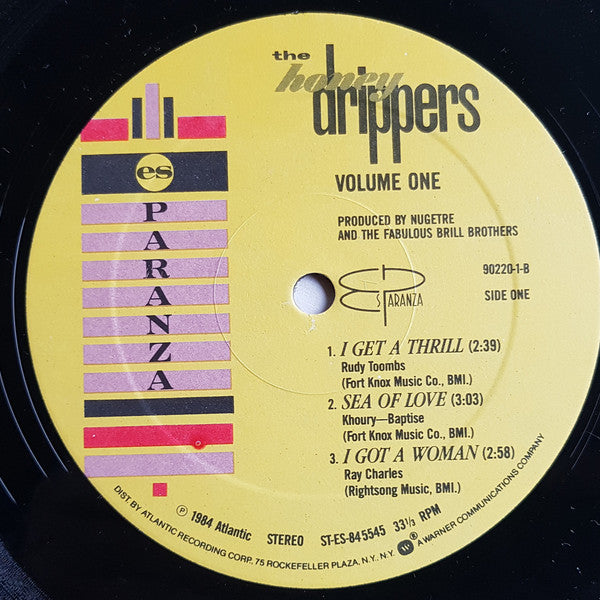 the
honey
drippers
VOLUME ONE
PRODUCED BY NUGETRE
AND THE FABULOUS BRILL BROTHERS
es
PARANZA
ESPARANZA
90220-1-B
SIDE ONE
1. I GET A THRILL (2:39)
Rudy Toombs
(Fort Knox Music Co., BMI.)
2. SEA OF LOVE (3:03)
Khoury—Baptise
(Fort Knox Music Co., BMI.)
3. I GOT A WOMAN (2:58)
Ray Charles
(Rightsong Music, BMI.)
℗ 1984 Atlantic STEREO ST-ES-845545 33⅓ RPM
DIST. BY ATLANTIC RECORDING CORP. 75 ROCKEFELLER PLAZA, N.Y. N.Y. W A WARNER COMMUNICATIONS COMPANY